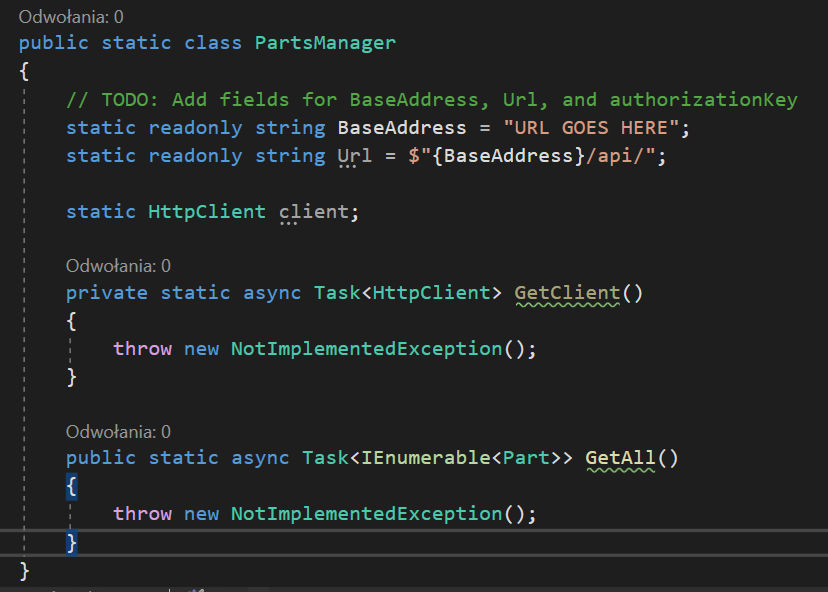 Odwołania: 0
public static class PartsManager
{
// TODO: Add fields for BaseAddress, Url, and authorizationKey
static readonly string BaseAddress = "URL GOES HERE";
static readonly string Url = $"{BaseAddress}/api/";
static HttpClient client;
Odwołania: 0
private static async Task<HttpClient> GetClient()
{
throw new NotImplementedException();
}
Odwołania: 0
public static async Task<IEnumerable<Part>> GetAll()
{
throw new NotImplementedException();
}
}